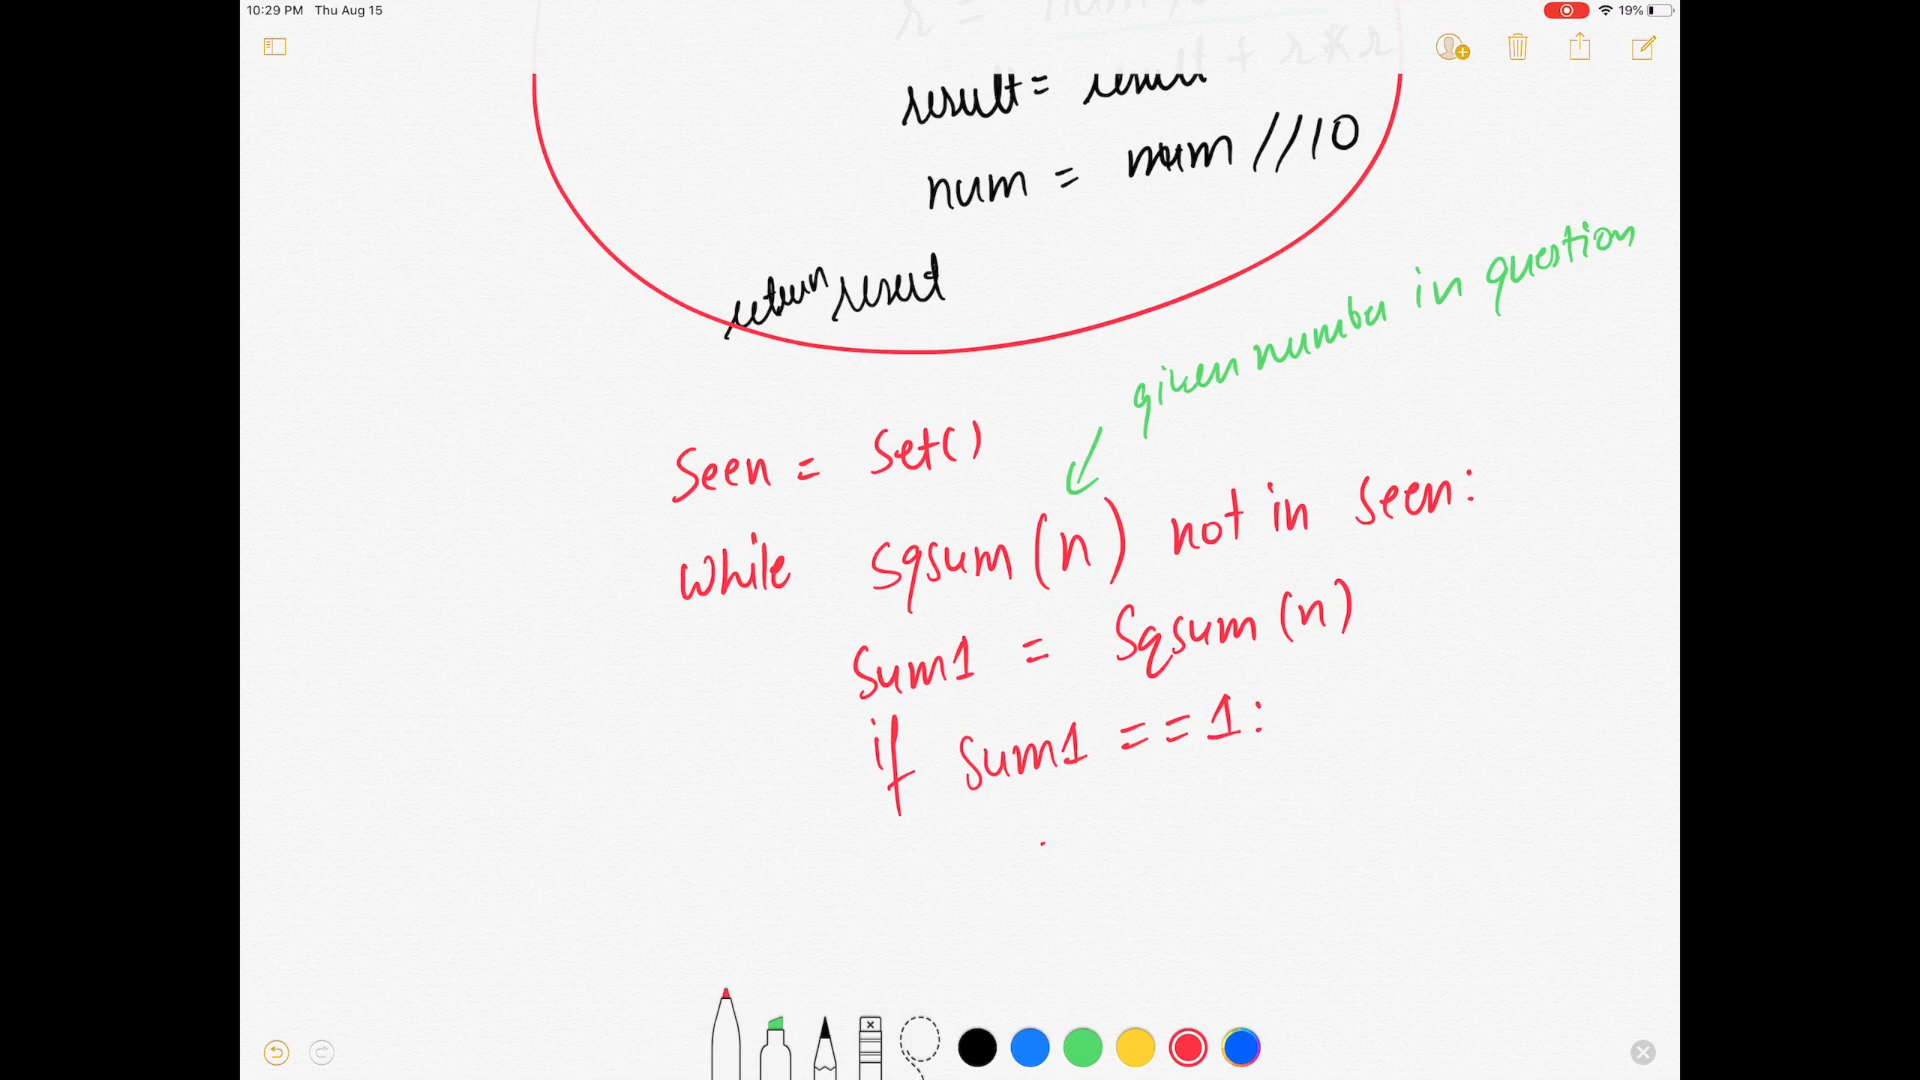 10:29 PM Thu Aug 15
19%
result =
num = num //10
return result
given number in question
Seen = Set()
while Sqsum(n) not in Seen:
Sum1 = Sqsum(n)
if Sum1 == 1: